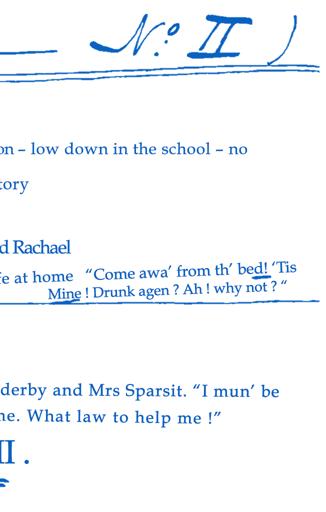 N.º II )
on – low down in the school – no
tory
d Rachael
fe at home “Come awa’ from th’ bed! ‘Tis
Mine ! Drunk agen ? Ah ! why not ? “
derby and Mrs Sparsit. “I mun’ be
ne. What law to help me !”
II .